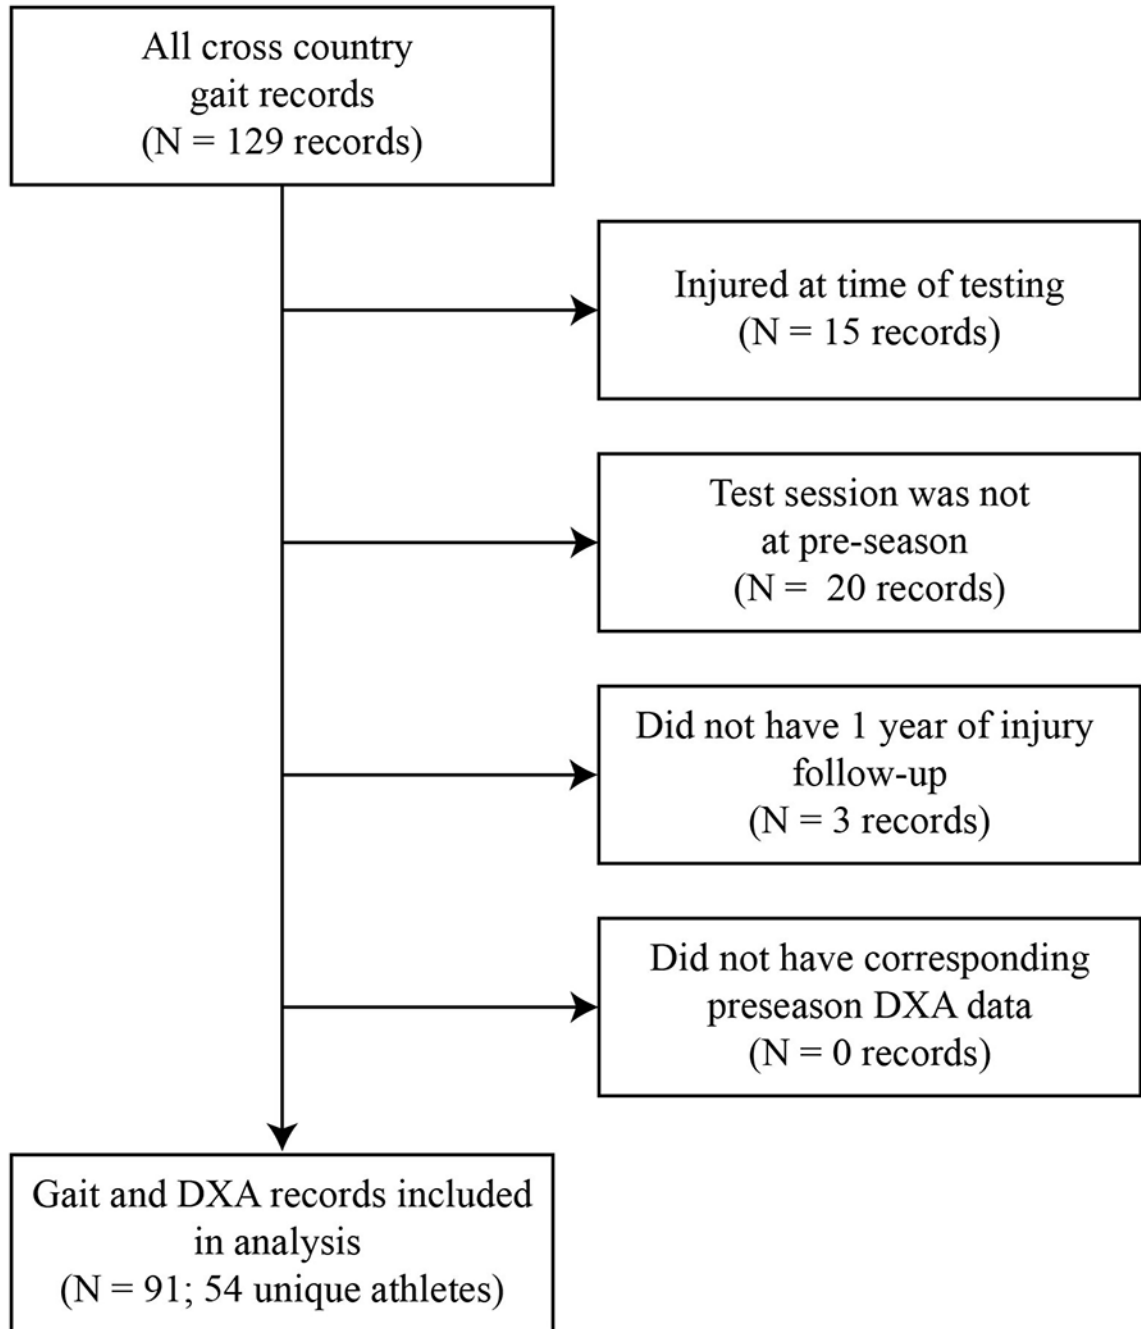 All cross country
gait records
(N = 129 records)
Injured at time of testing
(N = 15 records)
Test session was not
at pre-season
(N =  20 records)
Did not have 1 year of injury
follow-up
(N = 3 records)
Did not have corresponding
preseason DXA data
(N = 0 records)
Gait and DXA records included
in analysis
(N = 91; 54 unique athletes)